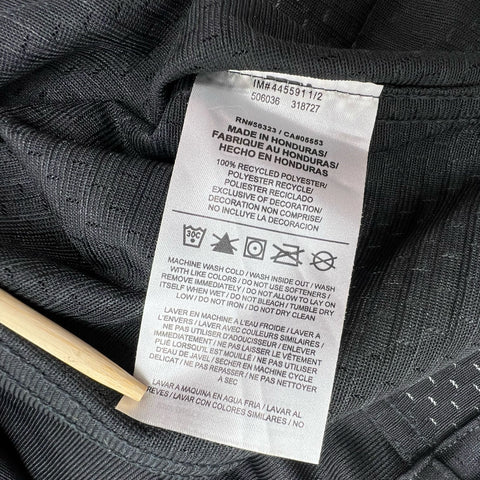 IM#4455911/2
506036 318727
RN#56323 / CA#05553
MADE IN HONDURAS/
FABRIQUE AU HONDURAS/
HECHO EN HONDURAS
100% RECYCLED POLYESTER/
POLYESTER RECYCLE/
POLIESTER RECICLADO
EXCLUSIVE OF DECORATION/
DECORATION NON COMPRISE/
NO INCLUYE LA DECORACION
30C
MACHINE WASH COLD / WASH INSIDE OUT / WASH
WITH LIKE COLORS / DO NOT USE SOFTENERS /
REMOVE IMMEDIATELY / DO NOT ALLOW TO LAY ON
ITSELF WHEN WET / DO NOT BLEACH / TUMBLE DRY
LOW / DO NOT IRON / DO NOT DRY CLEAN
LAVER EN MACHINE A L'EAU FROIDE / LAVER A
L'ENVERS / LAVER AVEC COULEURS SIMILAIRES /
NE PAS UTILISER D'ADOUCISSEUR / ENLEVER
IMMEDIATEMENT / NE PAS LAISSER LE VÊTEMENT
PLIÉ LORSQU'IL EST MOUILLÉ / NE PAS UTILISER
D'EAU DE JAVEL / SÉCHER EN MACHINE CYCLE
DELICAT / NE PAS REPASSER / NE PAS NETTOYER
À SEC
LAVAR A MAQUINA EN AGUA FRIA / LAVAR AL
REVES / LAVAR CON COLORES SIMILARES / NO